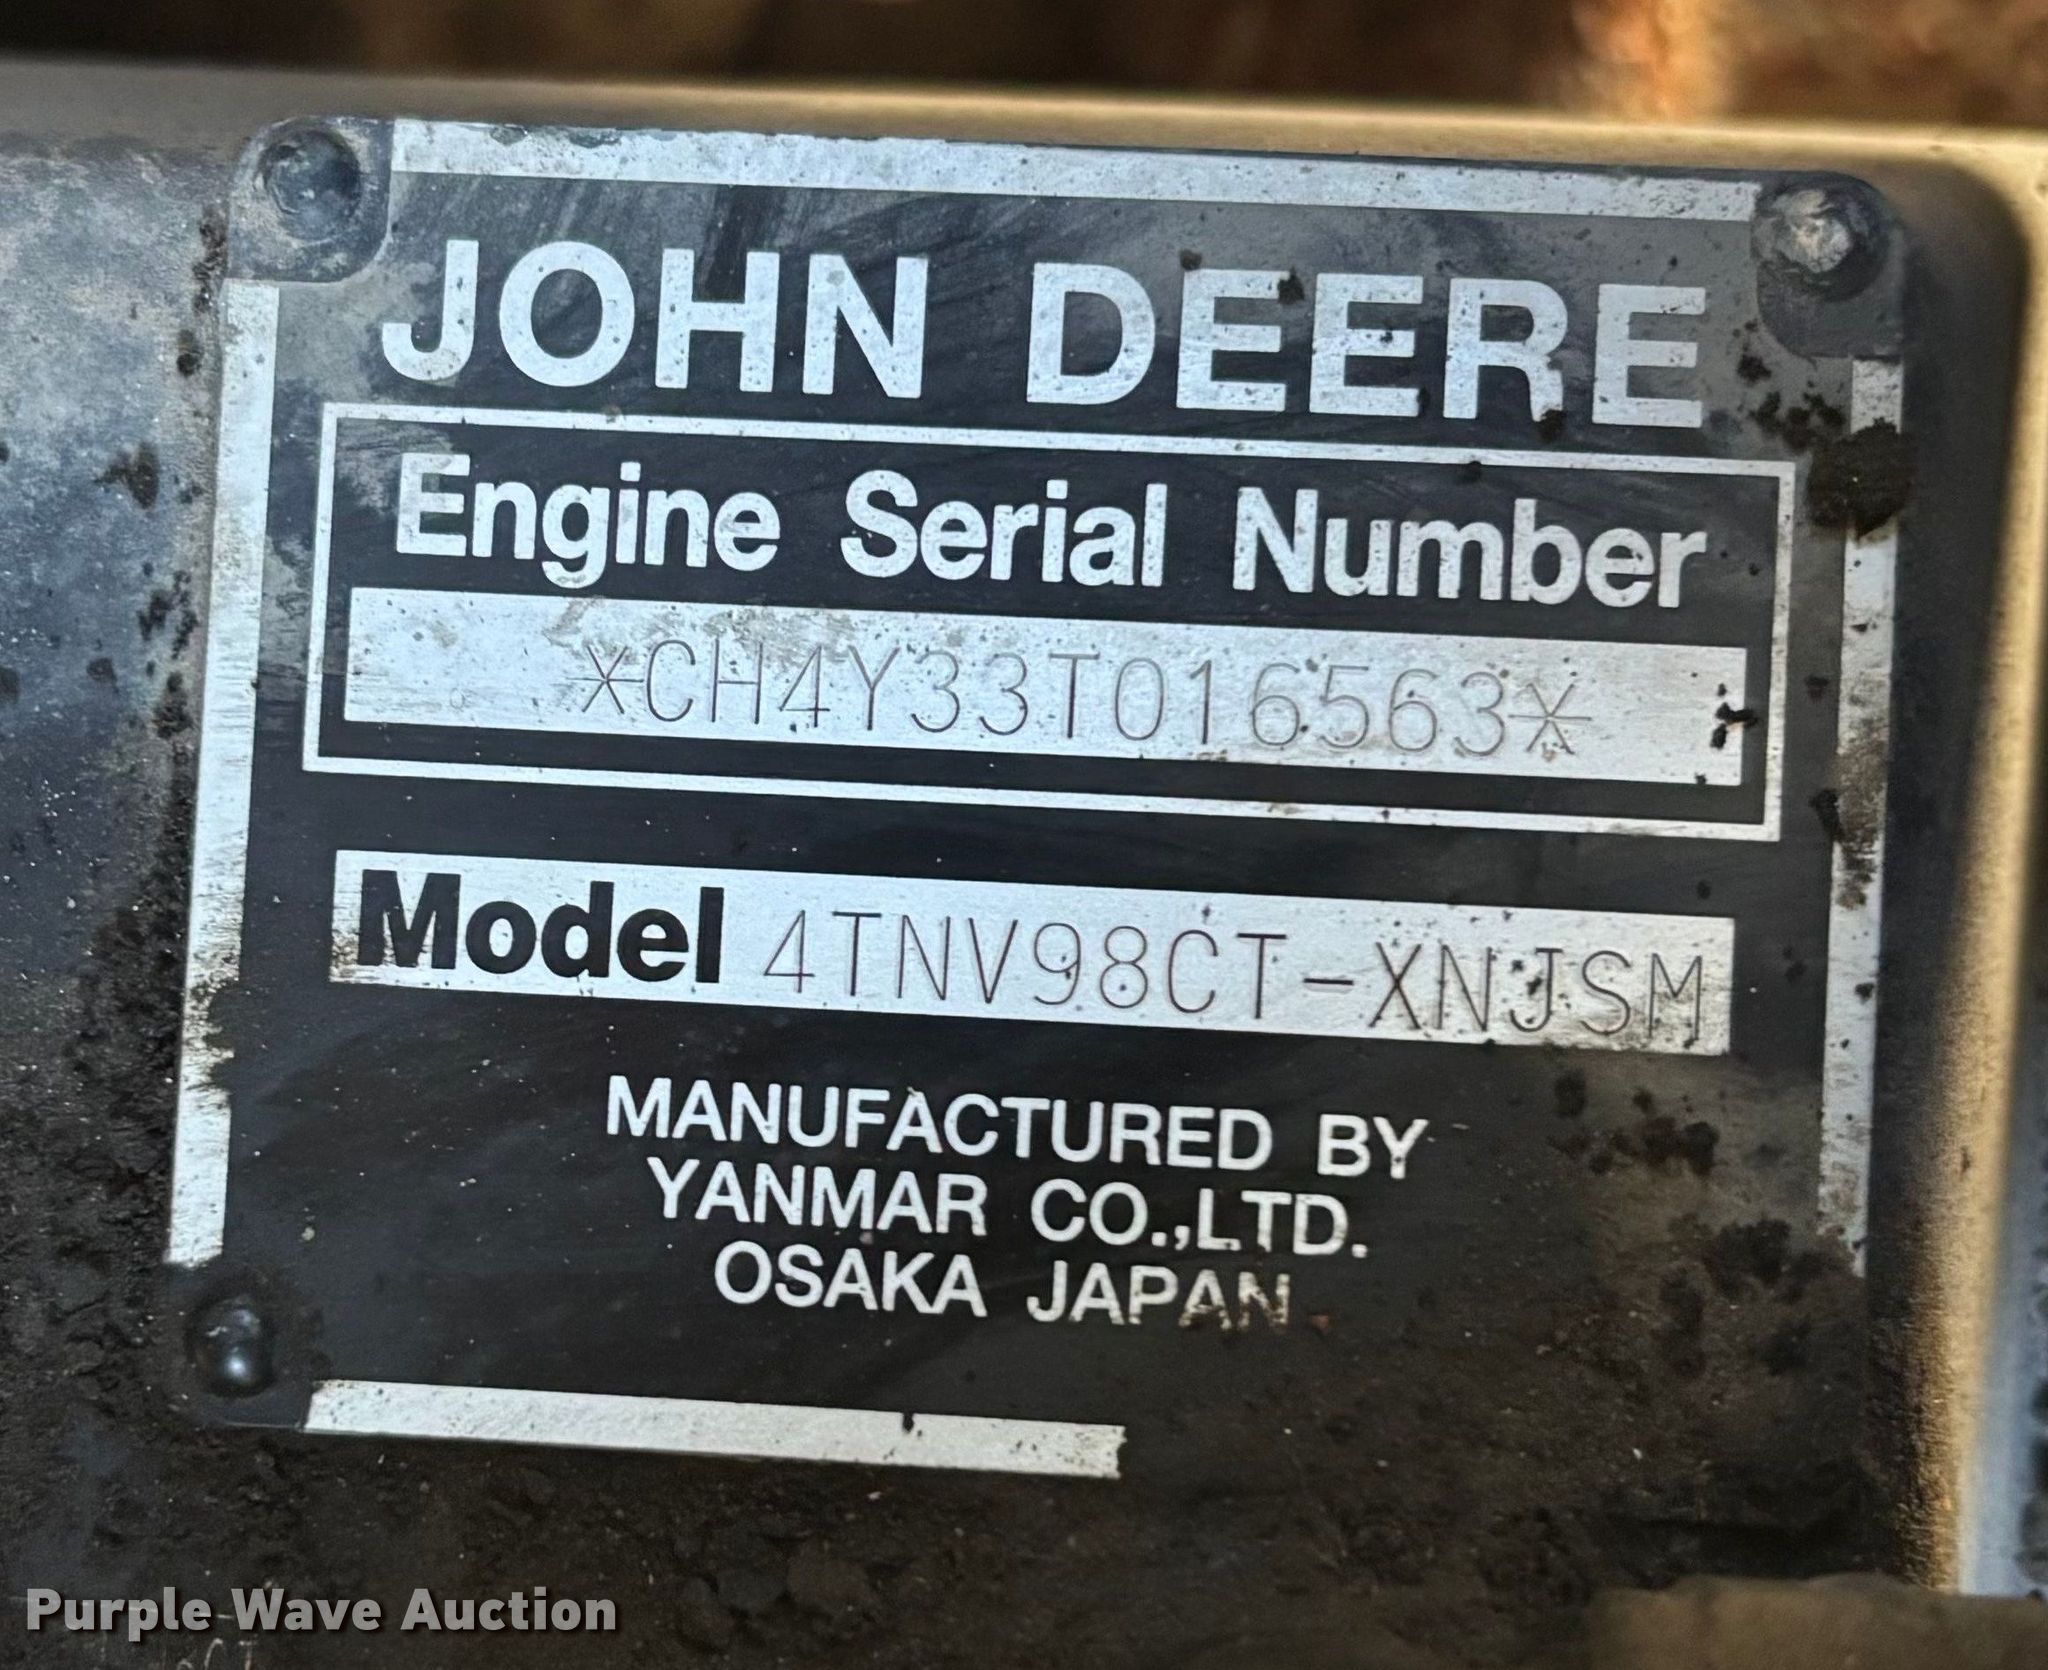 JOHN DEERE
Engine Serial Number
*CH4Y33T016563*
Model 4TNV98CT-XNJSM
MANUFACTURED BY
YANMAR CO.,LTD.
OSAKA JAPAN
Purple Wave Auction